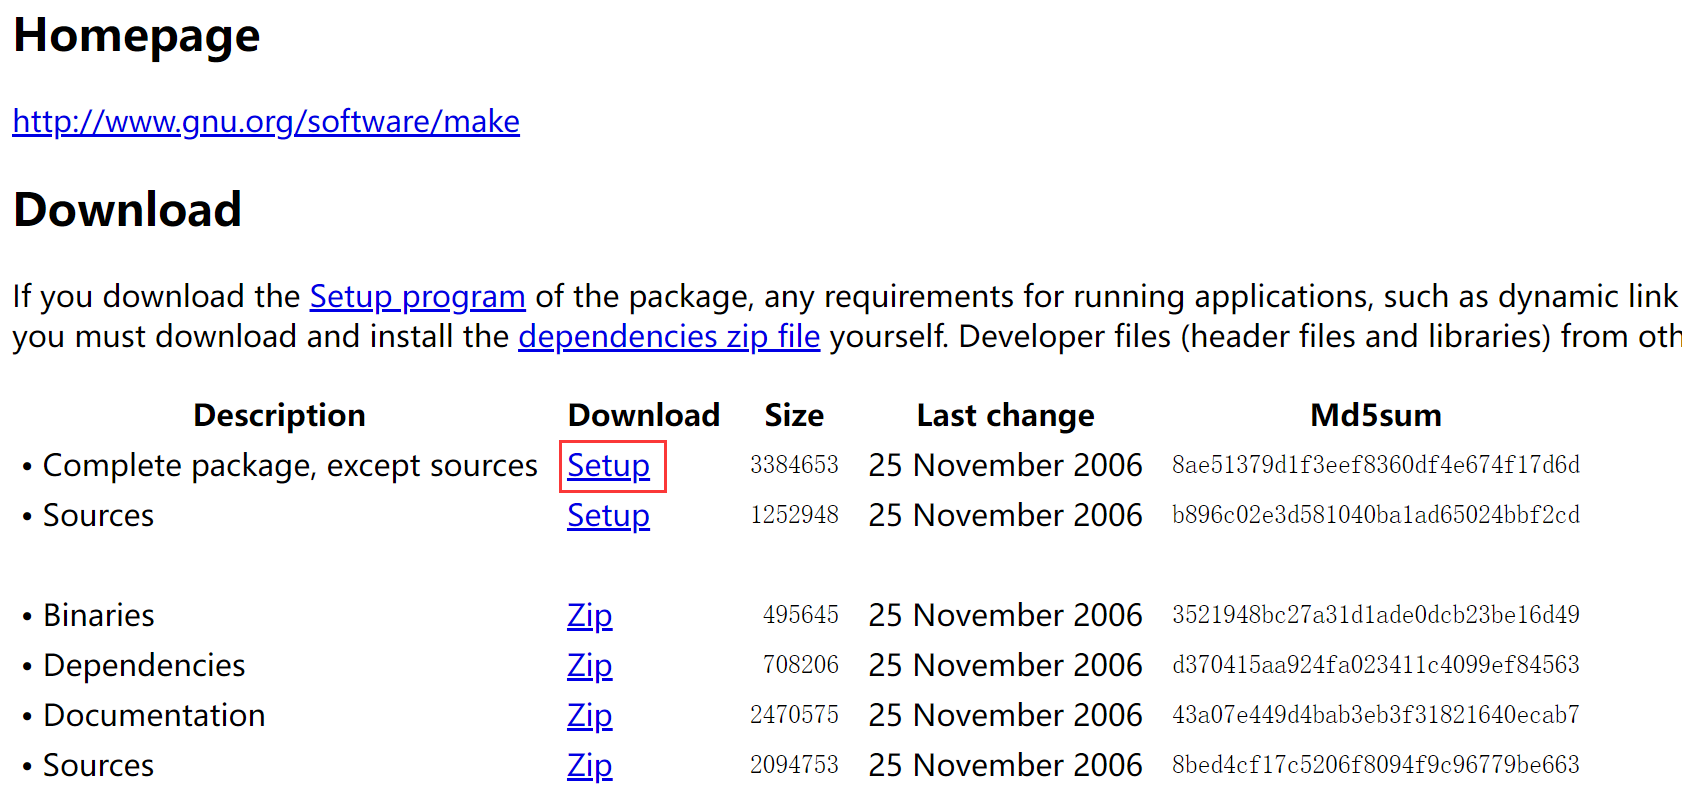 Homepage
http://www.gnu.org/software/make
Download
If you download the Setup program of the package, any requirements for running applications, such as dynamic link
you must download and install the dependencies zip file yourself. Developer files (header files and libraries) from oth
Description Download Size Last change Md5sum
• Complete package, except sources Setup 3384653 25 November 2006 8ae51379d1f3eef8360df4e674f17d6d
• Sources Setup 1252948 25 November 2006 b896c02e3d581040ba1ad65024bbf2cd
• Binaries Zip 495645 25 November 2006 3521948bc27a31d1ade0dcb23be16d49
• Dependencies Zip 708206 25 November 2006 d370415aa924fa023411c4099ef84563
• Documentation Zip 2470575 25 November 2006 43a07e449d4bab3eb3f31821640ecab7
• Sources Zip 2094753 25 November 2006 8bed4cf17c5206f8094f9c96779be663